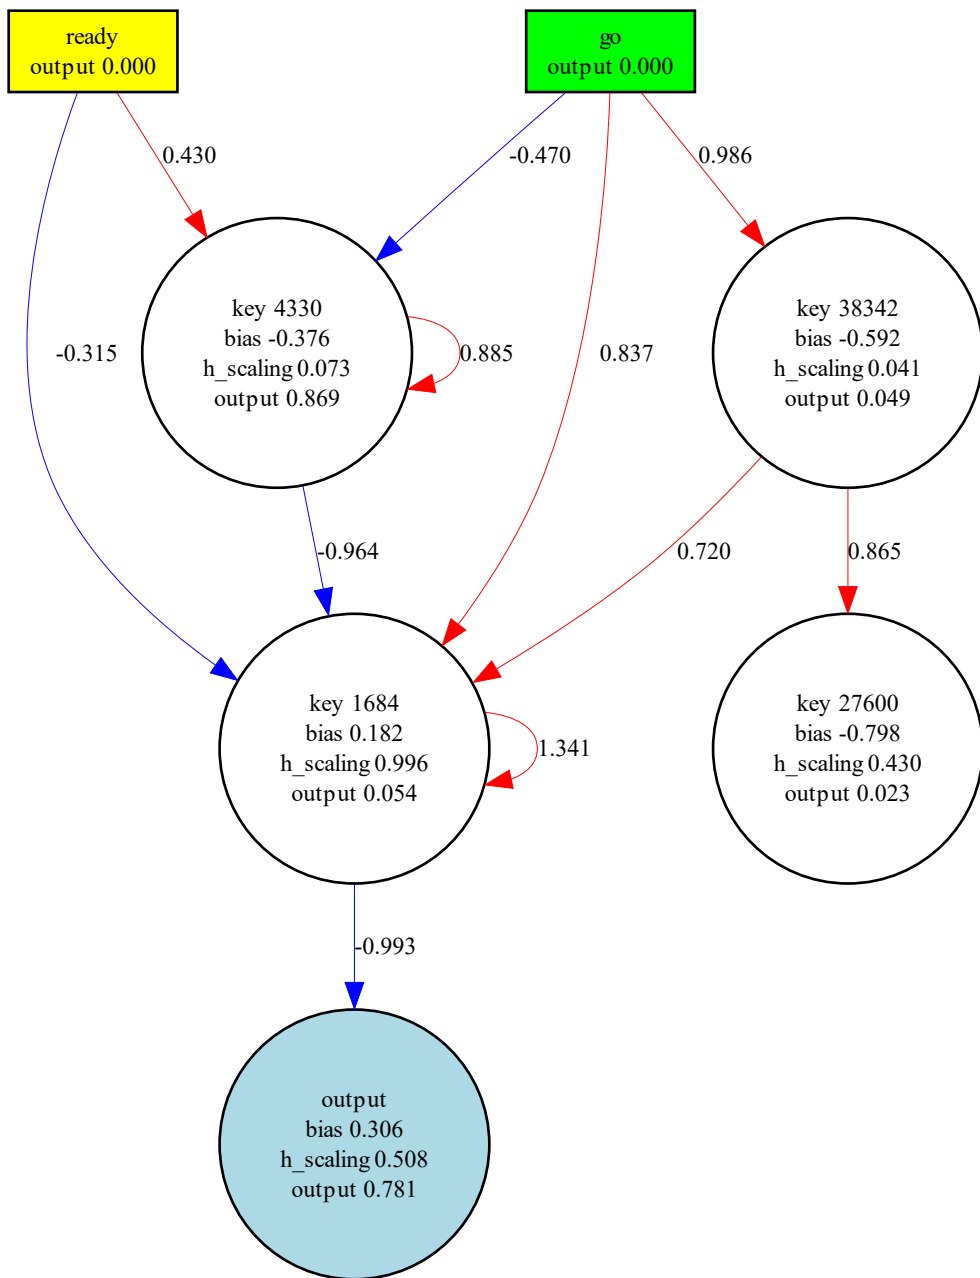 ready
output 0.000
go
output 0.000
0.430
-0.470
0.986
key 4330
bias -0.376
h_scaling 0.073
output 0.869
key 38342
bias -0.592
h_scaling 0.041
output 0.049
-0.315
0.885
0.837
-0.964
0.720
0.865
key 1684
bias 0.182
h_scaling 0.996
output 0.054
1.341
key 27600
bias -0.798
h_scaling 0.430
output 0.023
-0.993
output
bias 0.306
h_scaling 0.508
output 0.781